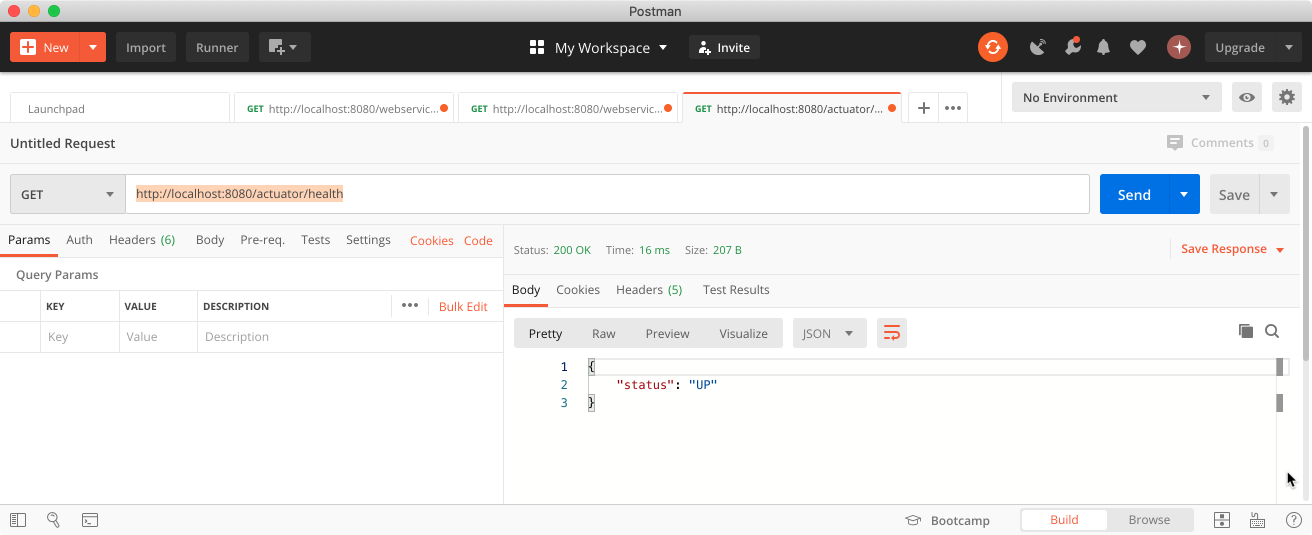 Postman
New Import Runner My Workspace Invite Upgrade
Launchpad GET http://localhost:8080/webservic... GET http://localhost:8080/webservic... GET http://localhost:8080/actuator/... + ••• No Environment
Untitled Request Comments 0
GET http://localhost:8080/actuator/health Send Save
Params Auth Headers (6) Body Pre-req. Tests Settings Cookies Code
Query Params
KEY VALUE DESCRIPTION ••• Bulk Edit
Key Value Description
Status: 200 OK Time: 16 ms Size: 207 B Save Response
Body Cookies Headers (5) Test Results
Pretty Raw Preview Visualize JSON
1 {
2 "status": "UP"
3 }
Bootcamp Build Browse ?